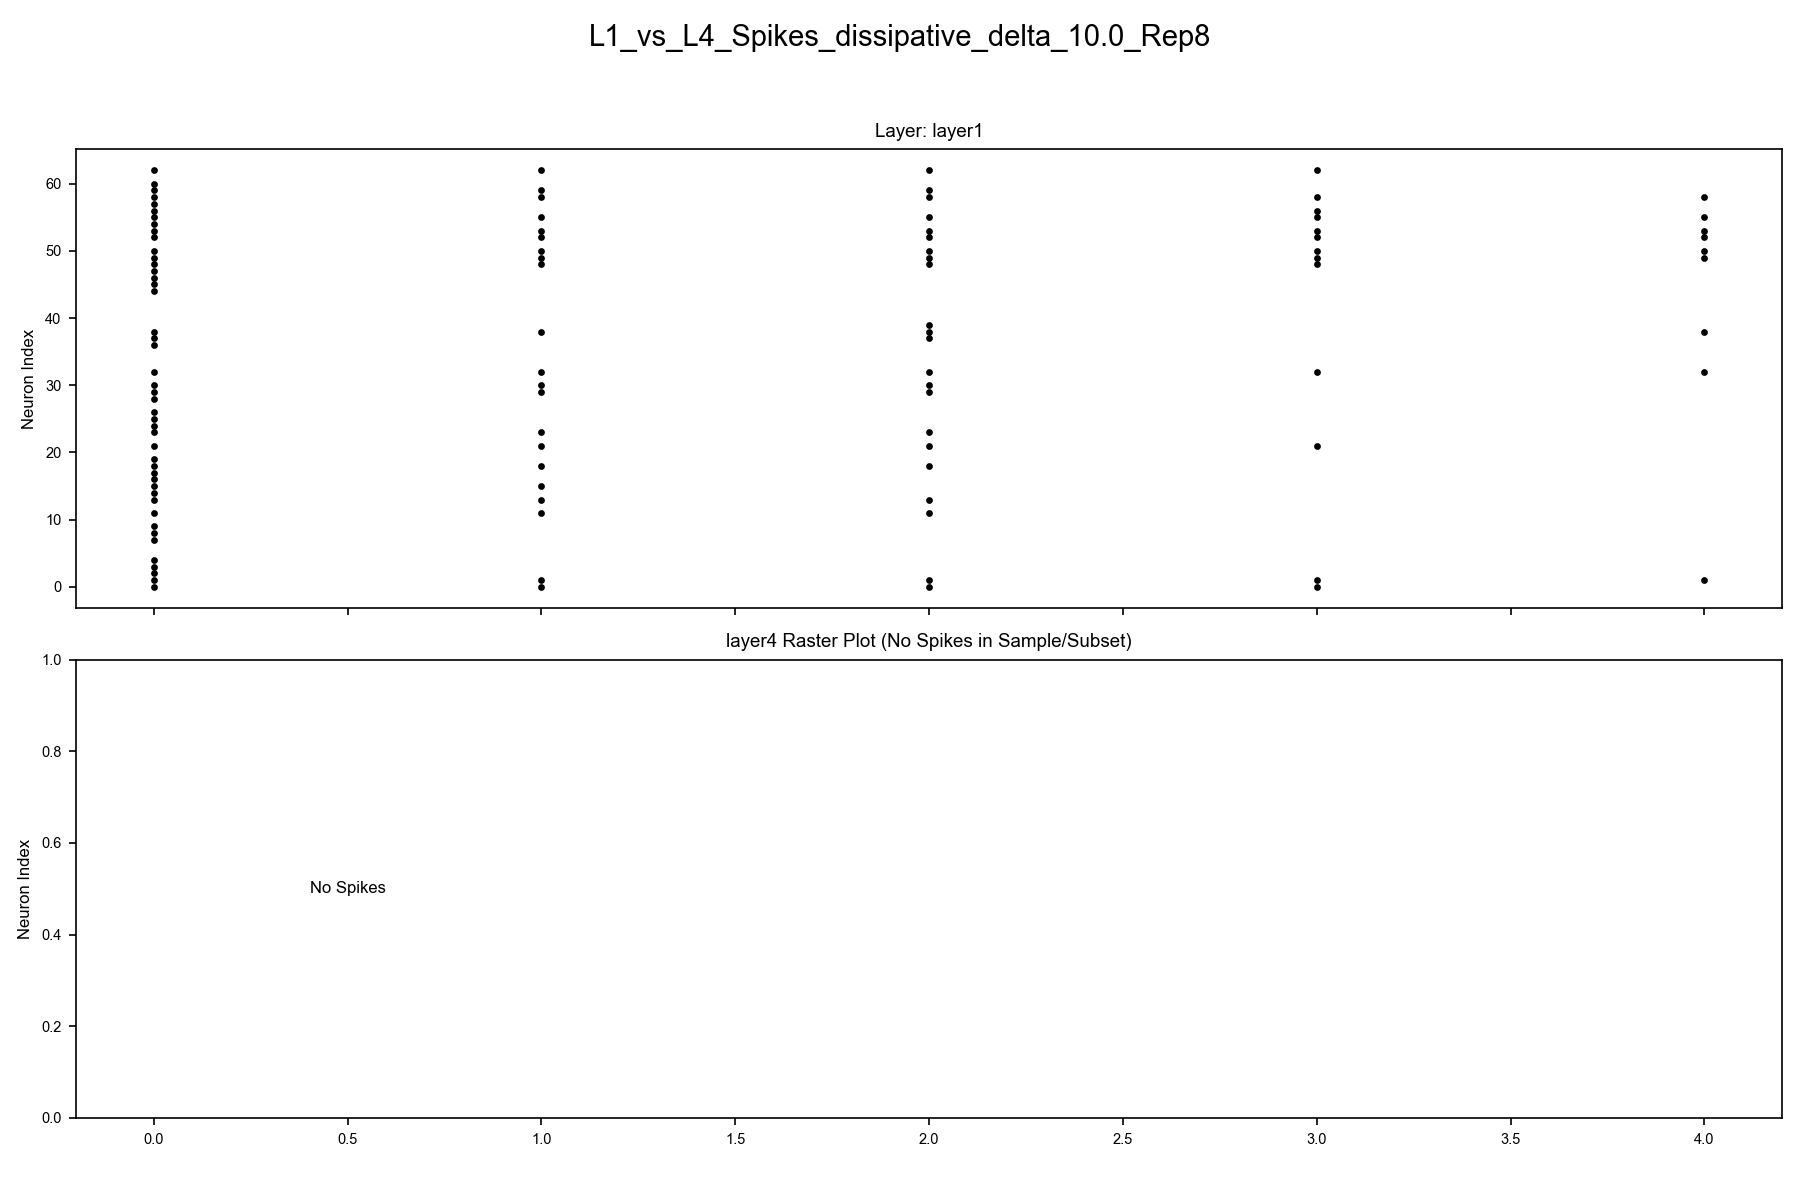 L1_vs_L4_Spikes_dissipative_delta_10.0_Rep8
Layer: layer1
Neuron Index
60
50
40
30
20
10
0
layer4 Raster Plot (No Spikes in Sample/Subset)
Neuron Index
1.0
0.8
0.6
0.4
0.2
0.0
No Spikes
0.0 0.5 1.0 1.5 2.0 2.5 3.0 3.5 4.0